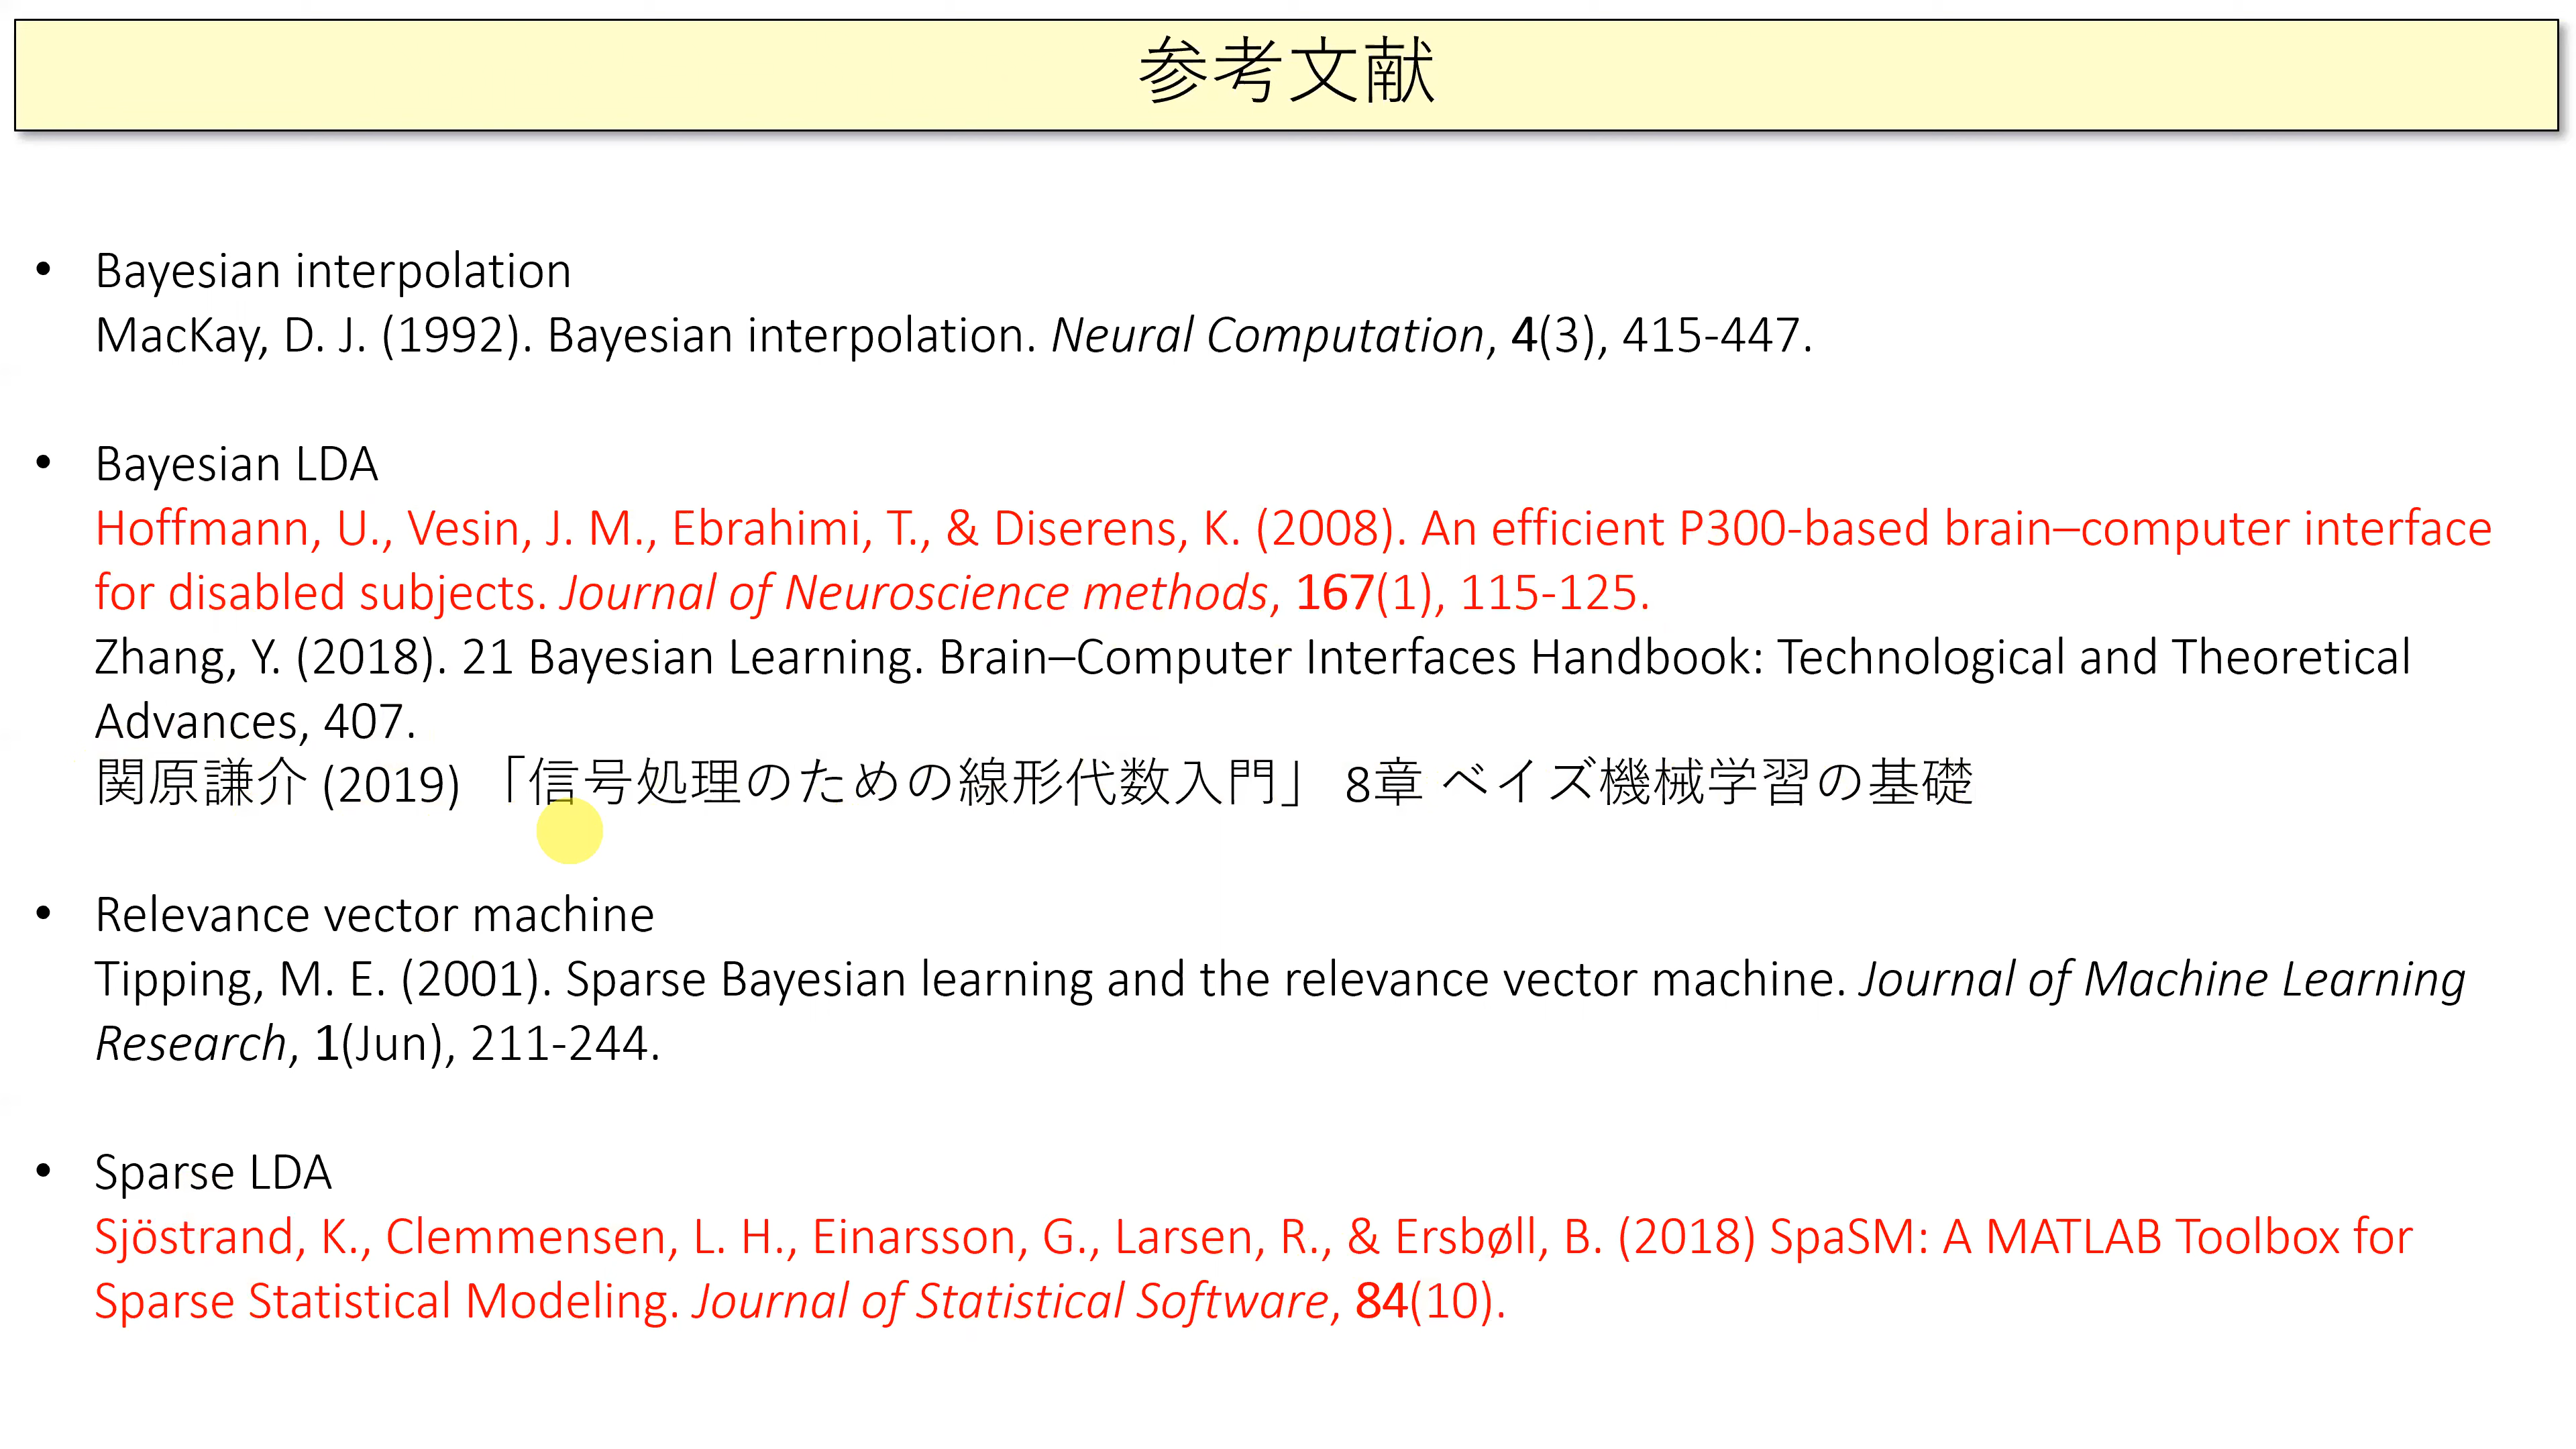 参考文献
• Bayesian interpolation
MacKay, D. J. (1992). Bayesian interpolation. Neural Computation, 4(3), 415-447.
• Bayesian LDA
Hoffmann, U., Vesin, J. M., Ebrahimi, T., & Diserens, K. (2008). An efficient P300-based brain–computer interface
for disabled subjects. Journal of Neuroscience methods, 167(1), 115-125.
Zhang, Y. (2018). 21 Bayesian Learning. Brain–Computer Interfaces Handbook: Technological and Theoretical
Advances, 407.
関原謙介 (2019) 「信号処理のための線形代数入門」 8章 ベイズ機械学習の基礎
• Relevance vector machine
Tipping, M. E. (2001). Sparse Bayesian learning and the relevance vector machine. Journal of Machine Learning
Research, 1(Jun), 211-244.
• Sparse LDA
Sjöstrand, K., Clemmensen, L. H., Einarsson, G., Larsen, R., & Ersbøll, B. (2018) SpaSM: A MATLAB Toolbox for
Sparse Statistical Modeling. Journal of Statistical Software, 84(10).